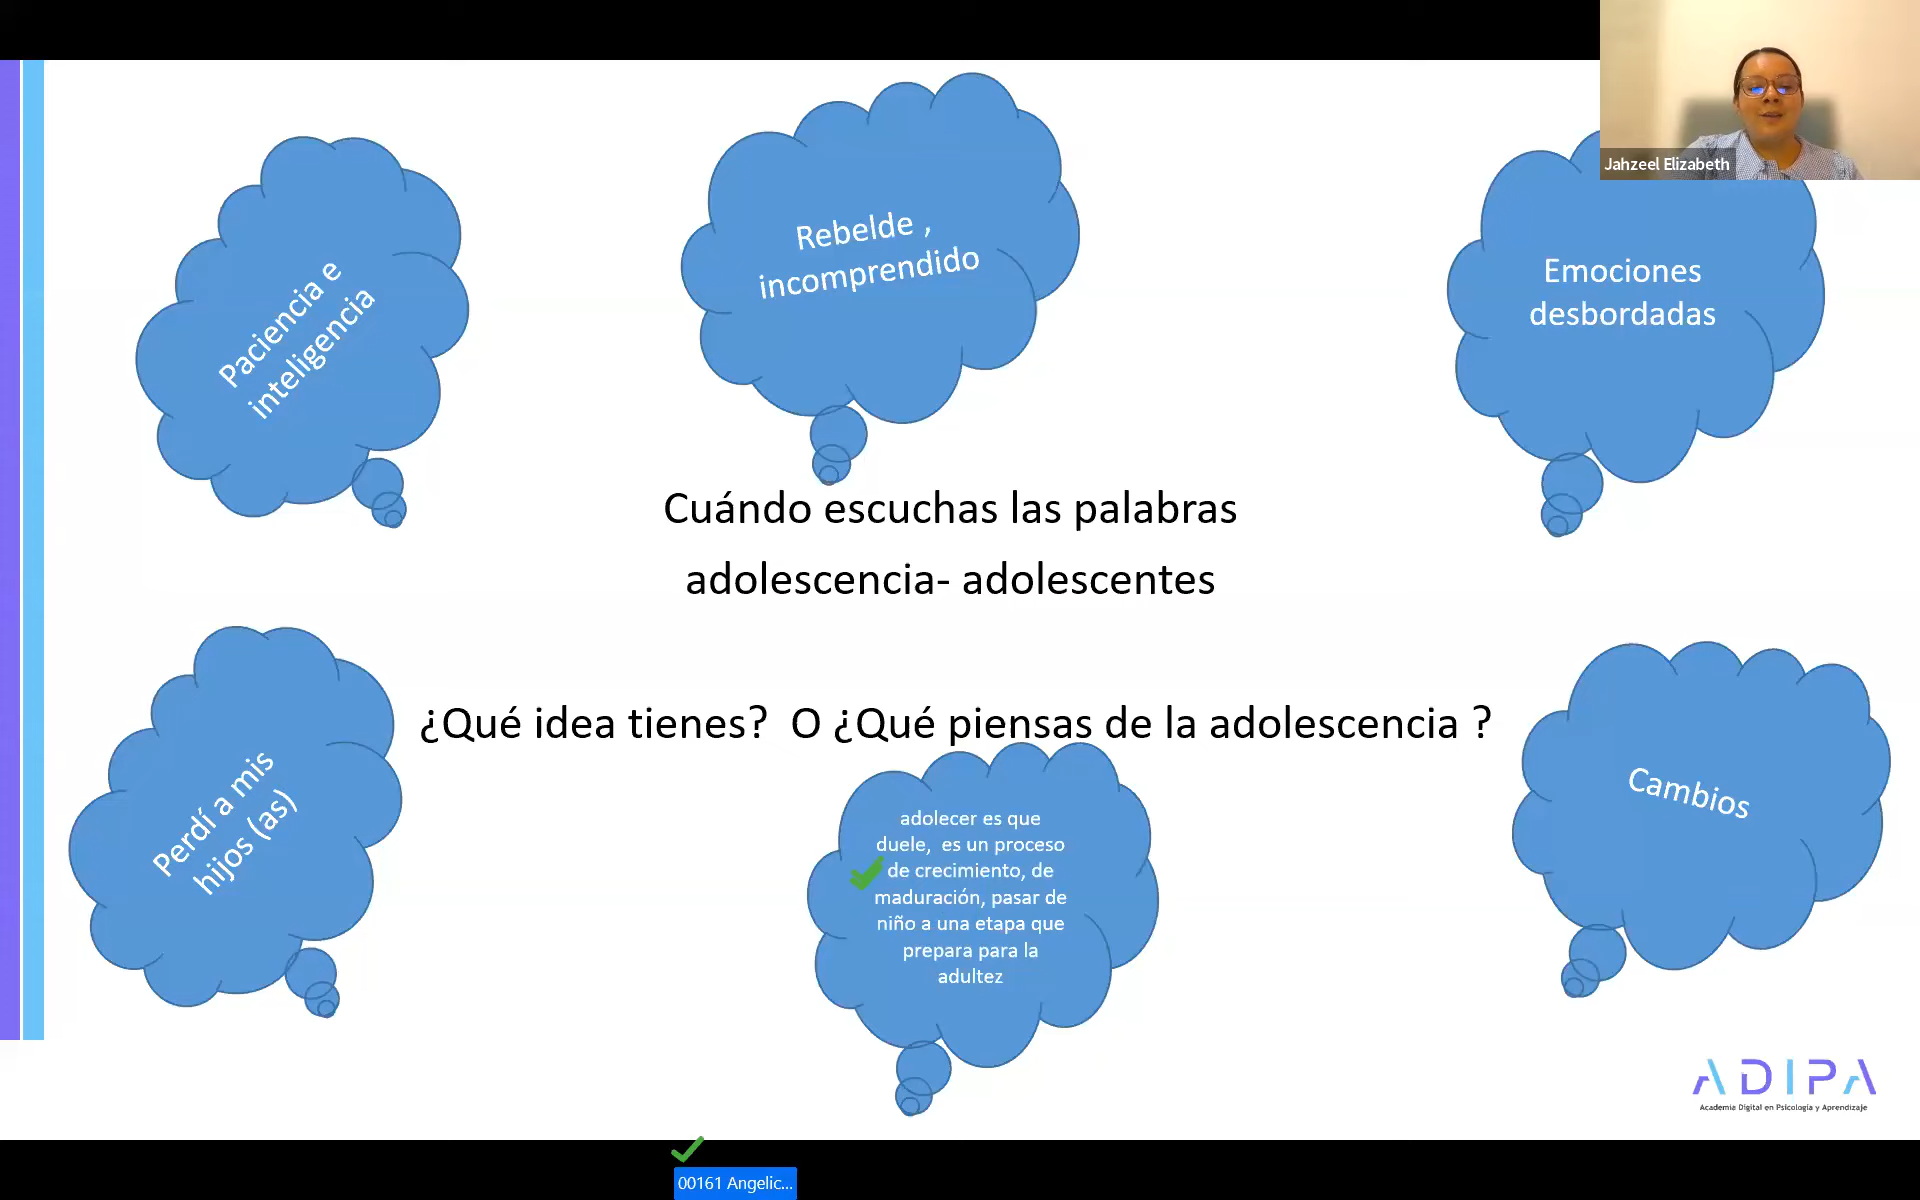 Jahzeel Elizabeth
Paciencia e
inteligencia
Rebelde ,
incomprendido
Emociones
desbordadas
Cuándo escuchas las palabras
adolescencia- adolescentes
¿Qué idea tienes?  O ¿Qué piensas de la adolescencia ?
Perdí a mis
hijos (as)
adolecer es que
duele,  es un proceso
de crecimiento, de
maduración, pasar de
niño a una etapa que
prepara para la
adultez
Cambios
ADIPA
Academia Digital en Psicología y Aprendizaje
00161 Angelic...